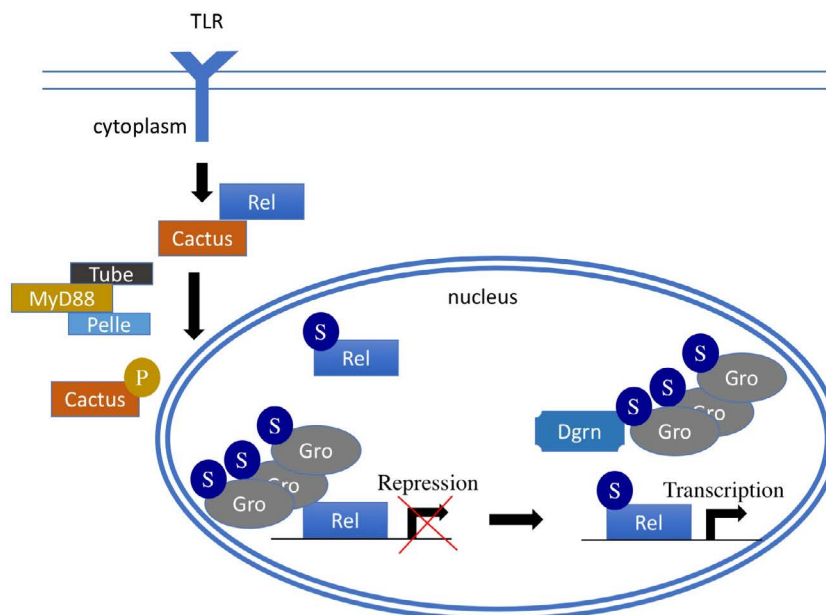 TLR
cytoplasm
Rel
Cactus
Tube
MyD88
Pelle
P
Cactus
nucleus
S
Rel
S
S
S
Gro
Gro
Gro
Rel
Repression
S
S
S
Gro
Gro
Gro
Dgrn
S
Rel
Transcription